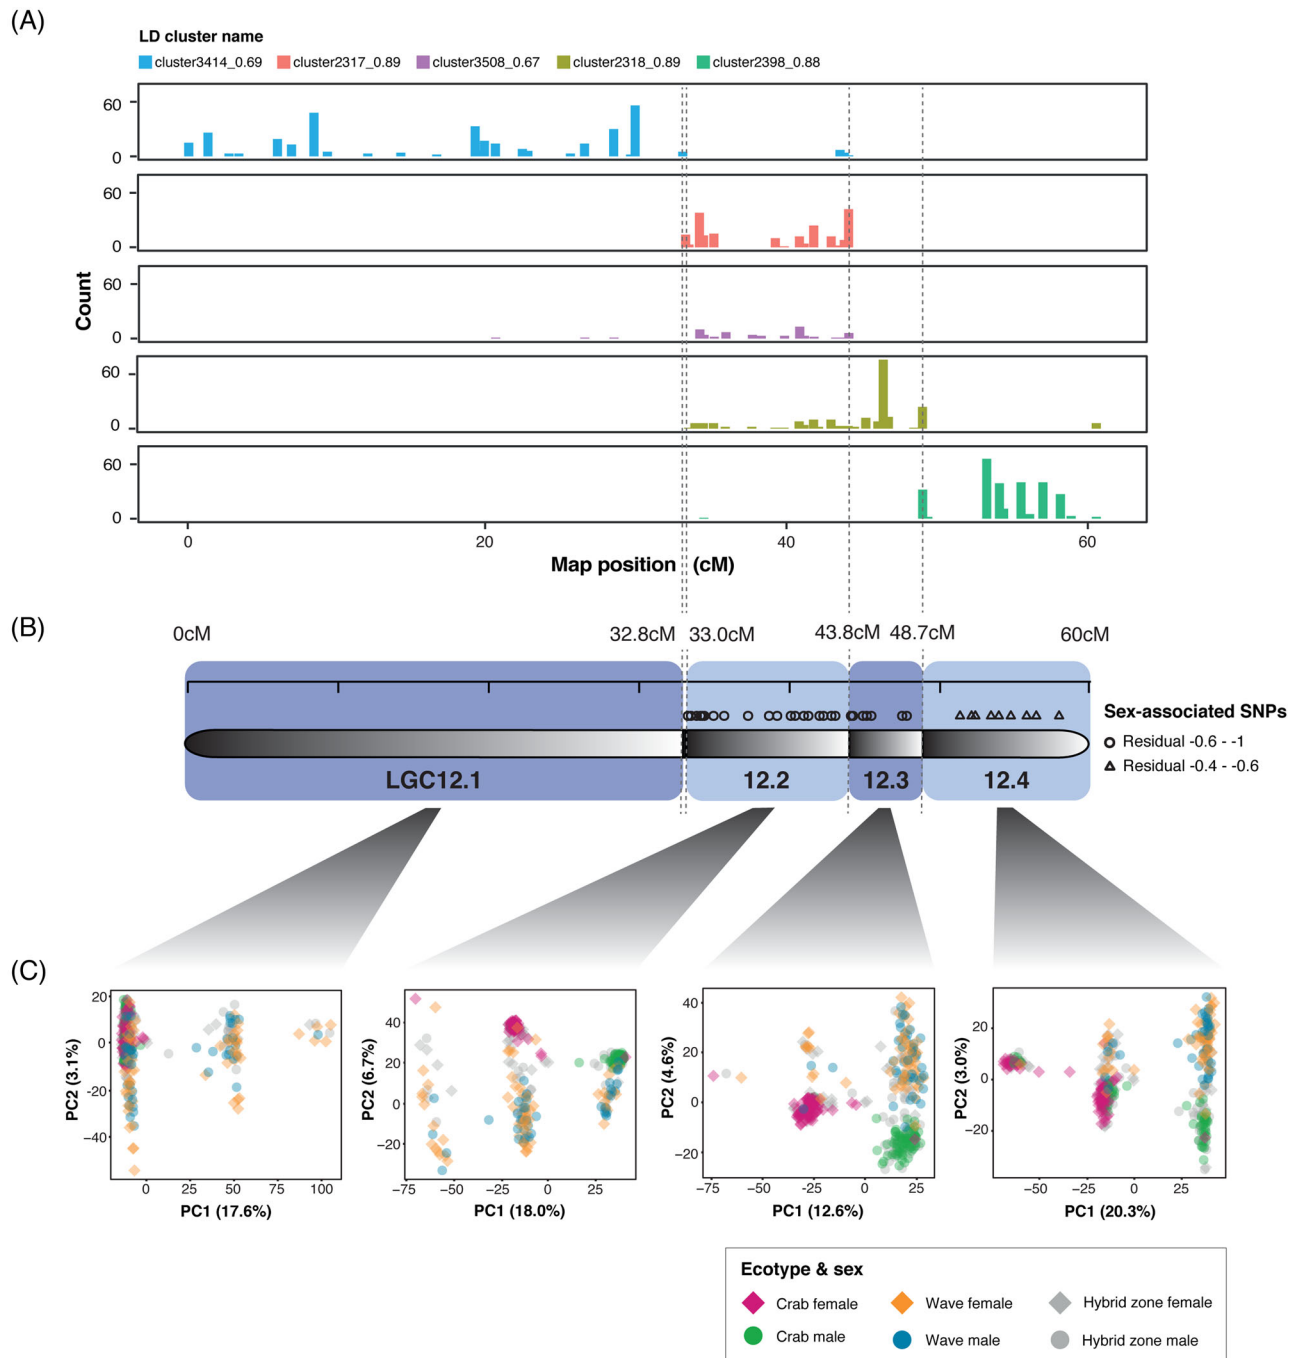 (A)
LD cluster name
cluster3414_0.69 cluster2317_0.89 cluster3508_0.67 cluster2318_0.89 cluster2398_0.88
60
0
60
0
60
0
60
0
60
0
Count
0 20 40 60
Map position (cM)
(B)
0cM 32.8cM 33.0cM 43.8cM 48.7cM 60cM
Sex-associated SNPs
Residual -0.6 - -1
Residual -0.4 - -0.6
LGC12.1 12.2 12.3 12.4
(C)
20
0
−20
−40
PC2 (3.1%)
0 25 50 75 100
PC1 (17.6%)
40
20
0
−20
PC2 (6.7%)
−75 −50 −25 0 25
PC1 (18.0%)
40
20
0
−20
PC2 (4.6%)
−75 −50 −25 0 25
PC1 (12.6%)
20
0
−20
PC2 (3.0%)
−50 −25 0 25
PC1 (20.3%)
Ecotype & sex
Crab female Wave female Hybrid zone female
Crab male Wave male Hybrid zone male